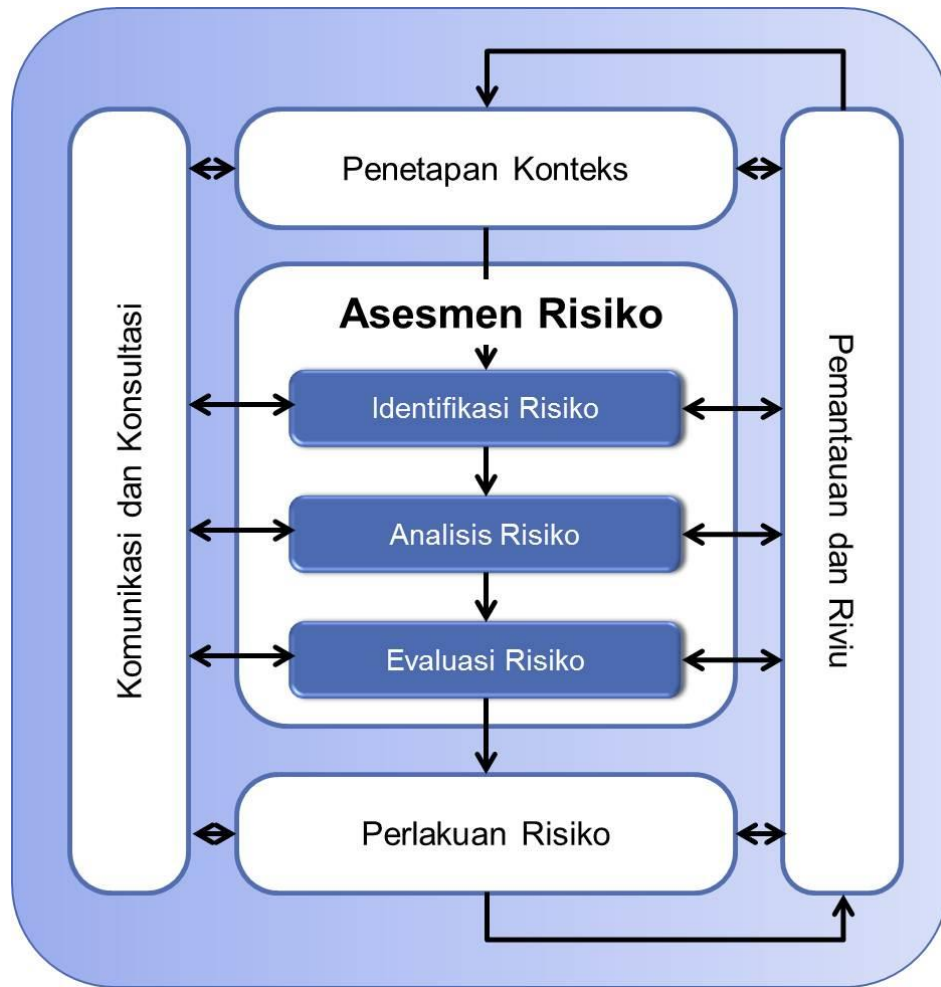 Penetapan Konteks
Komunikasi dan Konsultasi
Asesmen Risiko
Identifikasi Risiko
Analisis Risiko
Evaluasi Risiko
Pemantauan dan Riviu
Perlakuan Risiko